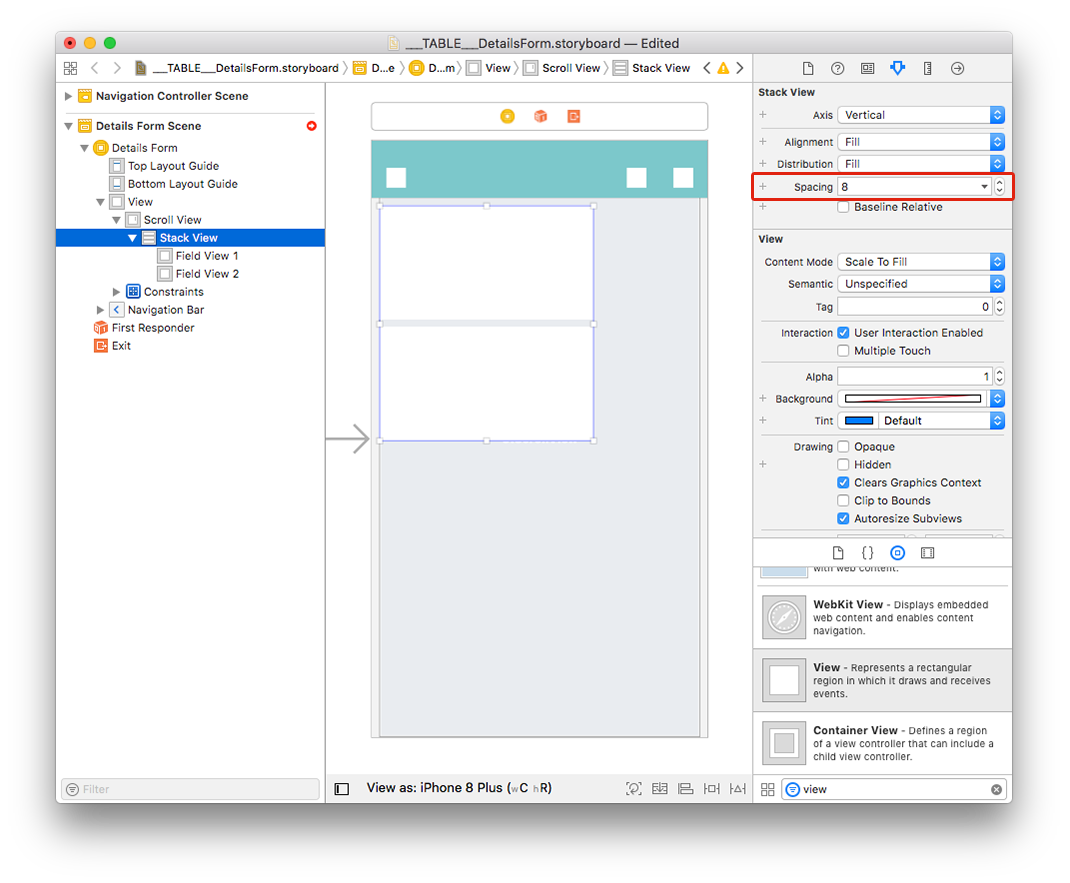 ___TABLE___DetailsForm.storyboard — Edited
___TABLE___DetailsForm.storyboard
D...e
D...m
View
Scroll View
Stack View
Navigation Controller Scene
Details Form Scene
Details Form
Top Layout Guide
Bottom Layout Guide
View
Scroll View
Stack View
Field View 1
Field View 2
Constraints
Navigation Bar
First Responder
Exit
Filter
View as: iPhone 8 Plus (wC hR)
Stack View
Axis Vertical
Alignment Fill
Distribution Fill
Spacing 8
Baseline Relative
View
Content Mode Scale To Fill
Semantic Unspecified
Tag 0
Interaction User Interaction Enabled
Multiple Touch
Alpha 1
Background
Tint Default
Drawing Opaque
Hidden
Clears Graphics Context
Clip to Bounds
Autoresize Subviews
{}
with web content.
WebKit View - Displays embedded
web content and enables content
navigation.
View - Represents a rectangular
region in which it draws and receives
events.
Container View - Defines a region
of a view controller that can include a
child view controller.
view